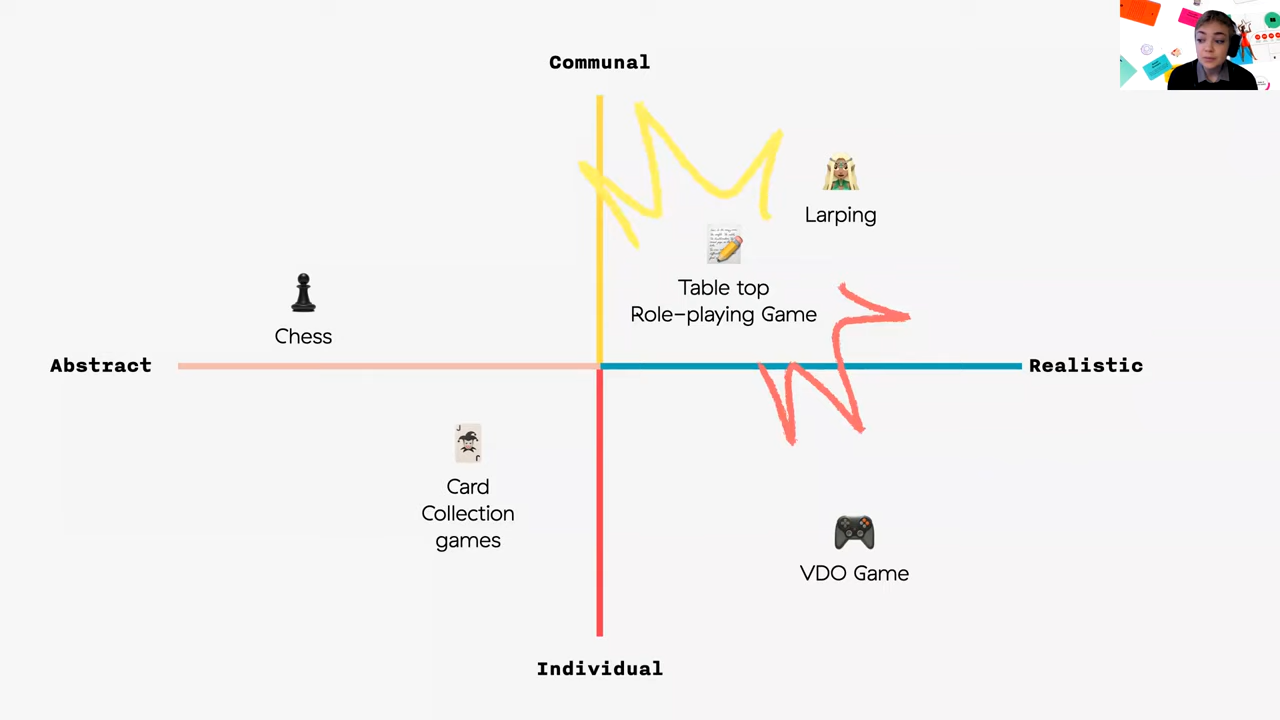 Communal
Larping
Table top
Role-playing Game
Chess
Abstract
Realistic
Card
Collection
games
VDO Game
Individual